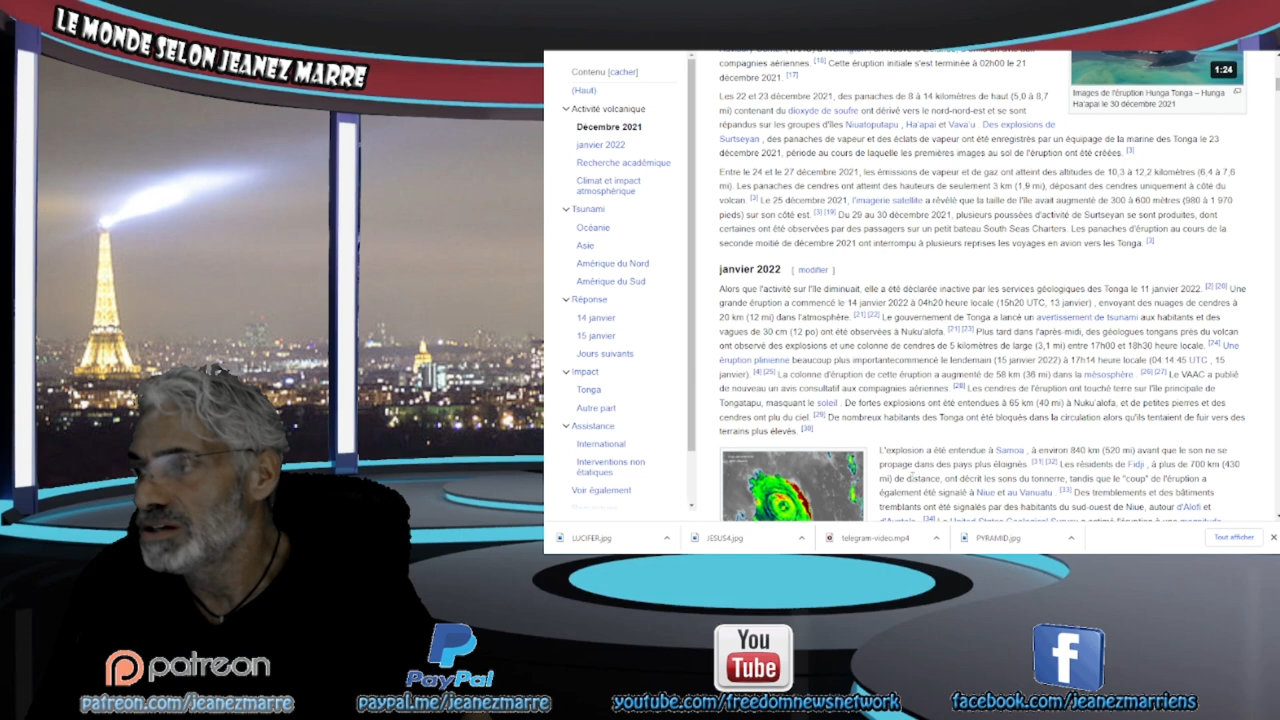 LE MONDE SELON JEANEZ MARRE
Contenu [cacher]
(Haut)
Activité volcanique
Décembre 2021
janvier 2022
Recherche académique
Climat et impact
atmosphérique
Tsunami
Océanie
Asie
Amérique du Nord
Amérique du Sud
Réponse
14 janvier
15 janvier
Jours suivants
Impact
Tonga
Autre part
Assistance
International
Interventions non
étatiques
Voir également
compagnies aériennes. [16] Cette éruption initiale s'est terminée à 02h00 le 21
décembre 2021. [17]
1:24
Images de l'éruption Hunga Tonga – Hunga
Ha'apai le 30 décembre 2021
Les 22 et 23 décembre 2021, des panaches de 8 à 14 kilomètres de haut (5,0 à 8,7
mi) contenant du dioxyde de soufre ont dérivé vers le nord-nord-est et se sont
répandus sur les groupes d'îles Niuatoputapu , Ha'apai et Vava'u . Des explosions de
Surtseyan , des panaches de vapeur et des éclats de vapeur ont été enregistrés par un équipage de la marine des Tonga le 23
décembre 2021, période au cours de laquelle les premières images au sol de l'éruption ont été créées. [3]
Entre le 24 et le 27 décembre 2021, les émissions de vapeur et de gaz ont atteint des altitudes de 10,3 à 12,2 kilomètres (6,4 à 7,6
mi). Les panaches de cendres ont atteint des hauteurs de seulement 3 km (1,9 mi), déposant des cendres uniquement à côté du
volcan. [3] Le 25 décembre 2021, l'imagerie satellite a révélé que la taille de l'île avait augmenté de 300 à 600 mètres (980 à 1 970
pieds) sur son côté est. [3] [19] Du 29 au 30 décembre 2021, plusieurs poussées d'activité de Surtseyan se sont produites, dont
certaines ont été observées par des passagers sur un petit bateau South Seas Charters. Les panaches d'éruption au cours de la
seconde moitié de décembre 2021 ont interrompu à plusieurs reprises les voyages en avion vers les Tonga. [3]
janvier 2022 [ modifier ]
Alors que l'activité sur l'île diminuait, elle a été déclarée inactive par les services géologiques des Tonga le 11 janvier 2022. [2] [20] Une
grande éruption a commencé le 14 janvier 2022 à 04h20 heure locale (15h20 UTC, 13 janvier) , envoyant des nuages de cendres à
20 km (12 mi) dans l'atmosphère. [21] [22] Le gouvernement de Tonga a lancé un avertissement de tsunami aux habitants et des
vagues de 30 cm (12 po) ont été observées à Nuku'alofa. [21] [23] Plus tard dans l'après-midi, des géologues tongans près du volcan
ont observé des explosions et une colonne de cendres de 5 kilomètres de large (3,1 mi) entre 17h00 et 18h30 heure locale. [24] Une
éruption plinienne beaucoup plus importantecommencé le lendemain (15 janvier 2022) à 17h14 heure locale (04:14:45 UTC , 15
janvier). [4] [25] La colonne d'éruption de cette éruption a augmenté de 58 km (36 mi) dans la mésosphère . [26] [27] Le VAAC a publié
de nouveau un avis consultatif aux compagnies aériennes. [28] Les cendres de l'éruption ont touché terre sur l'île principale de
Tongatapu, masquant le soleil . De fortes explosions ont été entendues à 65 km (40 mi) à Nuku'alofa, et de petites pierres et des
cendres ont plu du ciel. [29] De nombreux habitants des Tonga ont été bloqués dans la circulation alors qu'ils tentaient de fuir vers des
terrains plus élevés. [30]
L'explosion a été entendue à Samoa , à environ 840 km (520 mi) avant que le son ne se
propage dans des pays plus éloignés. [31] [32] Les résidents de Fidji , à plus de 700 km (430
mi) de distance, ont décrit les sons du tonnerre, tandis que le "coup" de l'éruption a
également été signalé à Niue et au Vanuatu . [33] Des tremblements et des bâtiments
tremblants ont été signalés par des habitants du sud-ouest de Niue, autour d'Alofi et
LUCIFER.jpg
JESUS4.jpg
telegram-video.mp4
PYRAMID.jpg
Tout afficher
patreon
PayPal
You
Tube
f
patreon.com/jeanezmarre
paypal.me/jeanezmarre
youtube.com/freedomnewsnetwork
facebook.com/jeanezmarriens